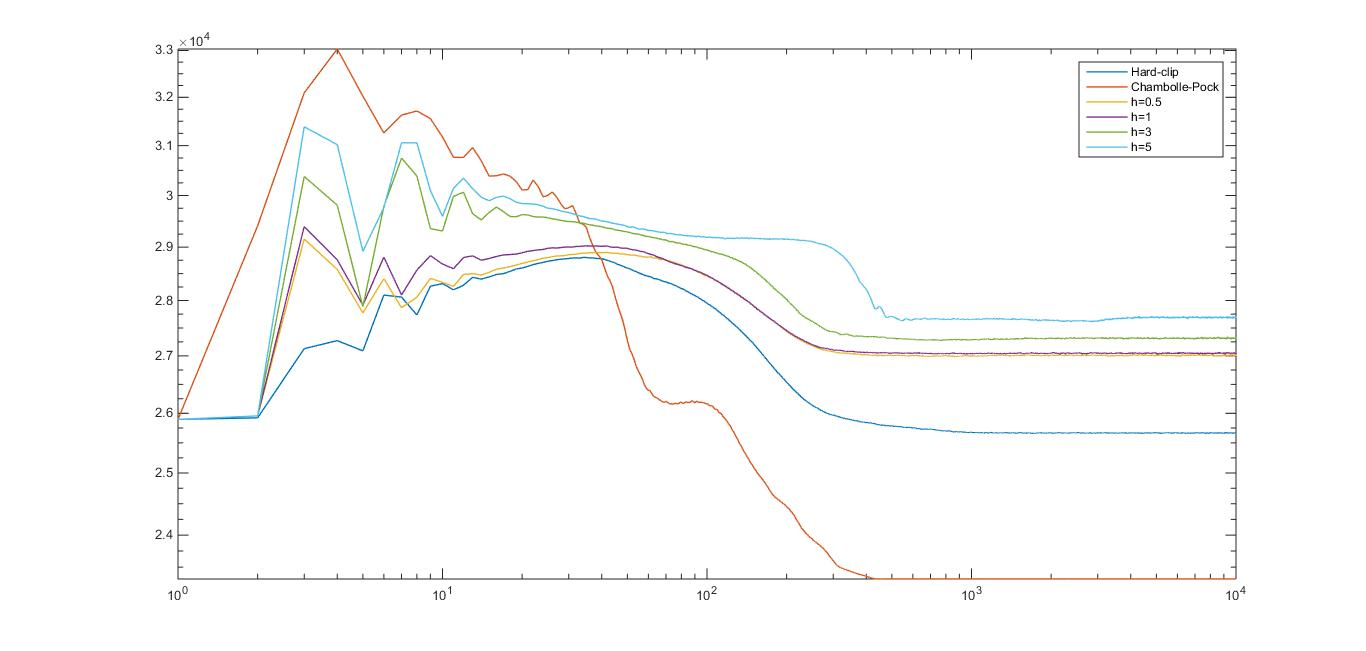 ×10⁴
3.3
3.2
3.1
3
2.9
2.8
2.7
2.6
2.5
2.4
10⁰
10¹
10²
10³
10⁴
Hard-clip
Chambolle-Pock
h=0.5
h=1
h=3
h=5